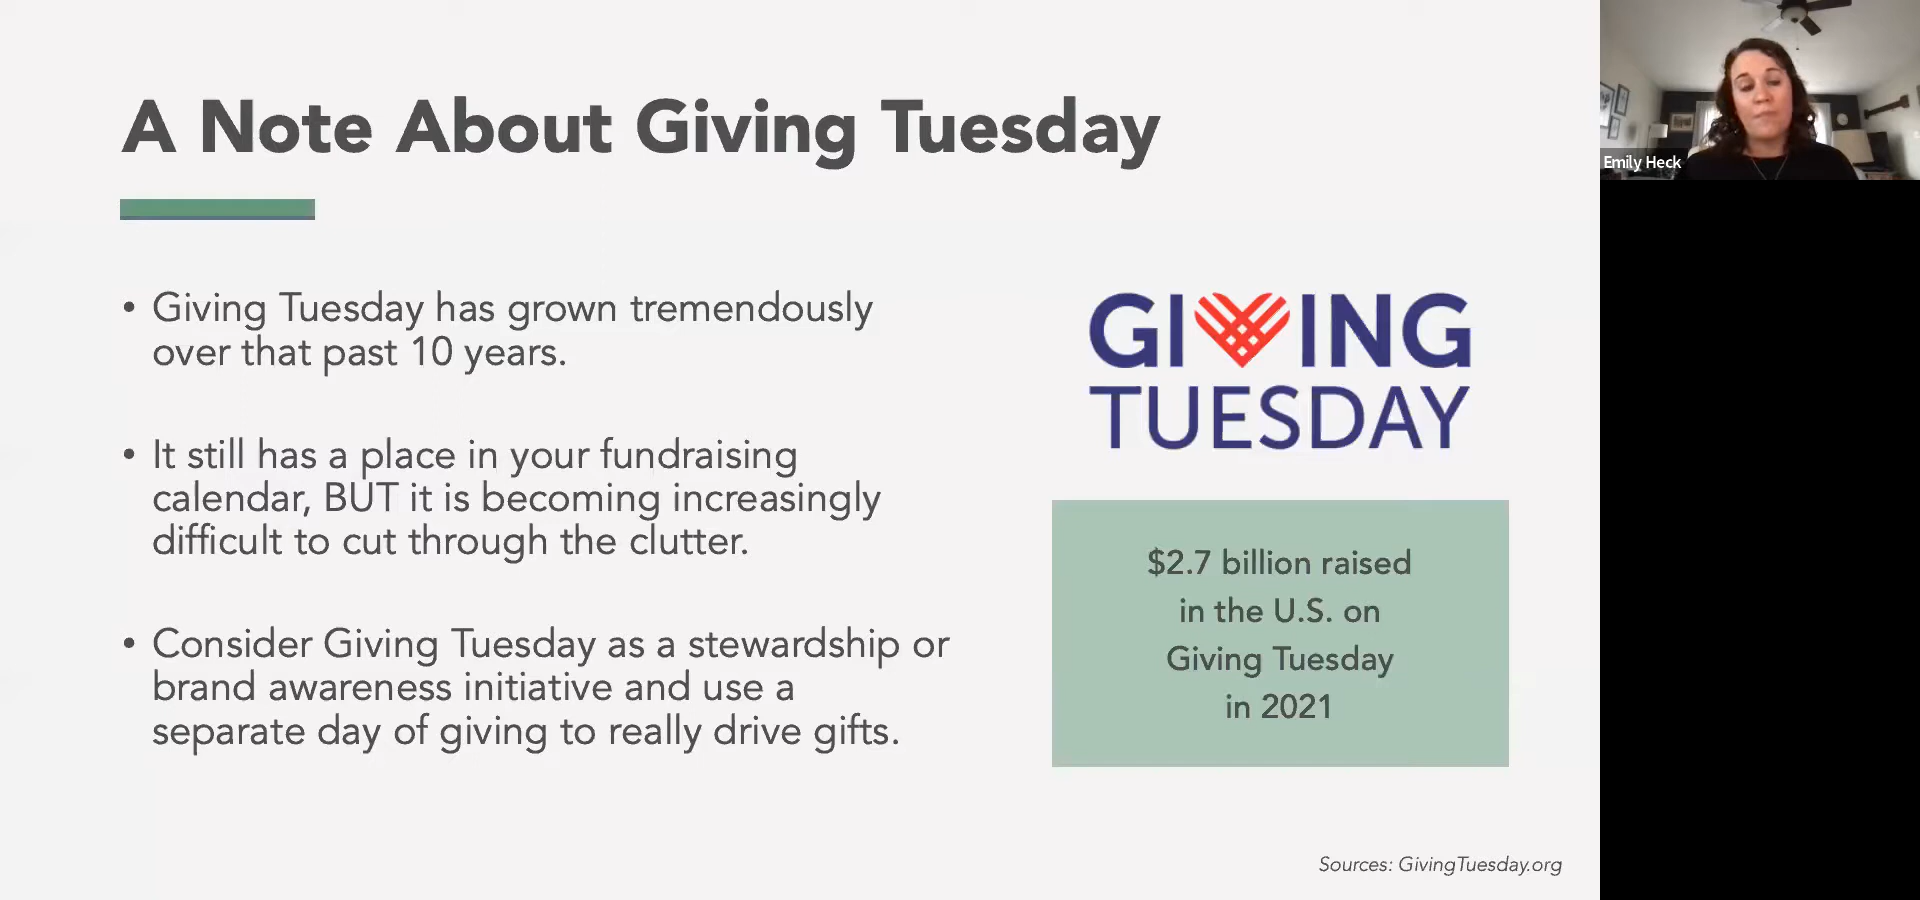 A Note About Giving Tuesday
• Giving Tuesday has grown tremendously
over that past 10 years.
• It still has a place in your fundraising
calendar, BUT it is becoming increasingly
difficult to cut through the clutter.
• Consider Giving Tuesday as a stewardship or
brand awareness initiative and use a
separate day of giving to really drive gifts.
GIVING
TUESDAY
$2.7 billion raised
in the U.S. on
Giving Tuesday
in 2021
Sources: GivingTuesday.org
Emily Heck